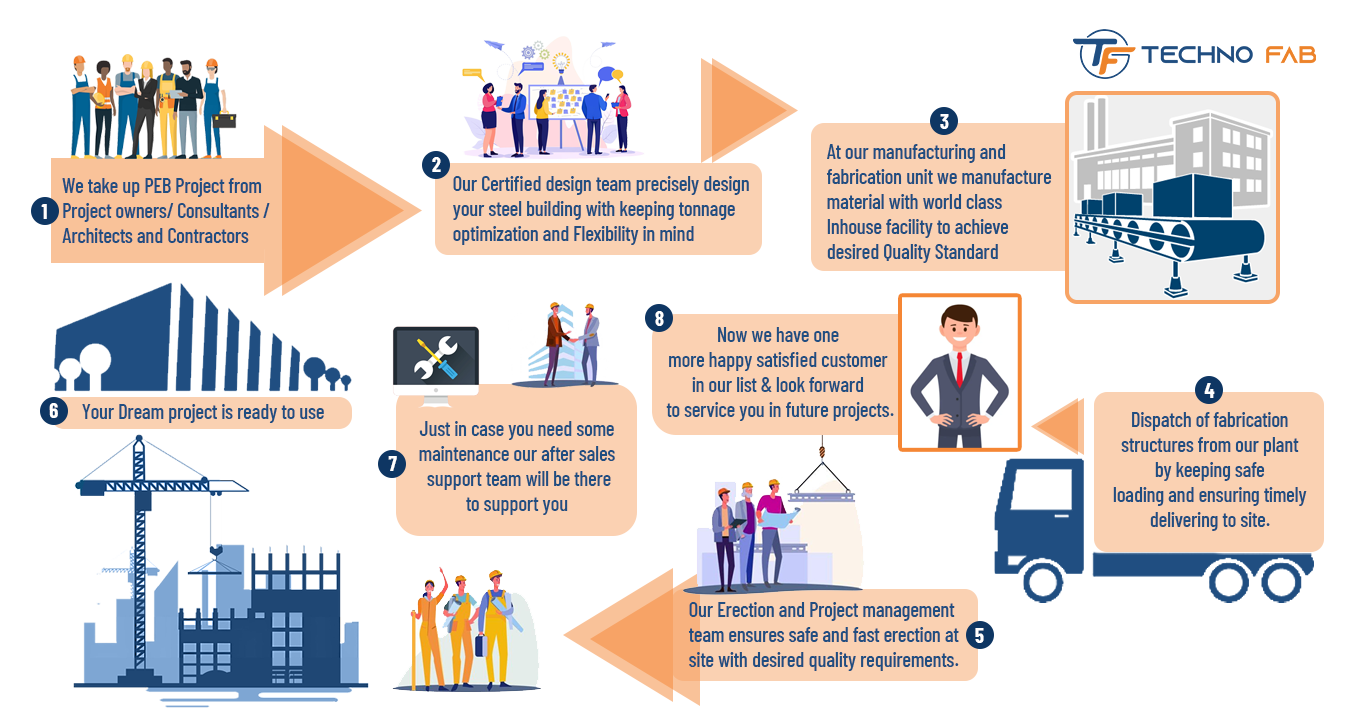 TF TECHNO FAB
1
We take up PEB Project from
Project owners/ Consultants /
Architects and Contractors
2
Our Certified design team precisely design
your steel building with keeping tonnage
optimization and Flexibility in mind
3
At our manufacturing and
fabrication unit we manufacture
material with world class
Inhouse facility to achieve
desired Quality Standard
4
Dispatch of fabrication
structures from our plant
by keeping safe
loading and ensuring timely
delivering to site.
5
Our Erection and Project management
team ensures safe and fast erection at
site with desired quality requirements.
6
Your Dream project is ready to use
7
Just in case you need some
maintenance our after sales
support team will be there
to support you
8
Now we have one
more happy satisfied customer
in our list & look forward
to service you in future projects.